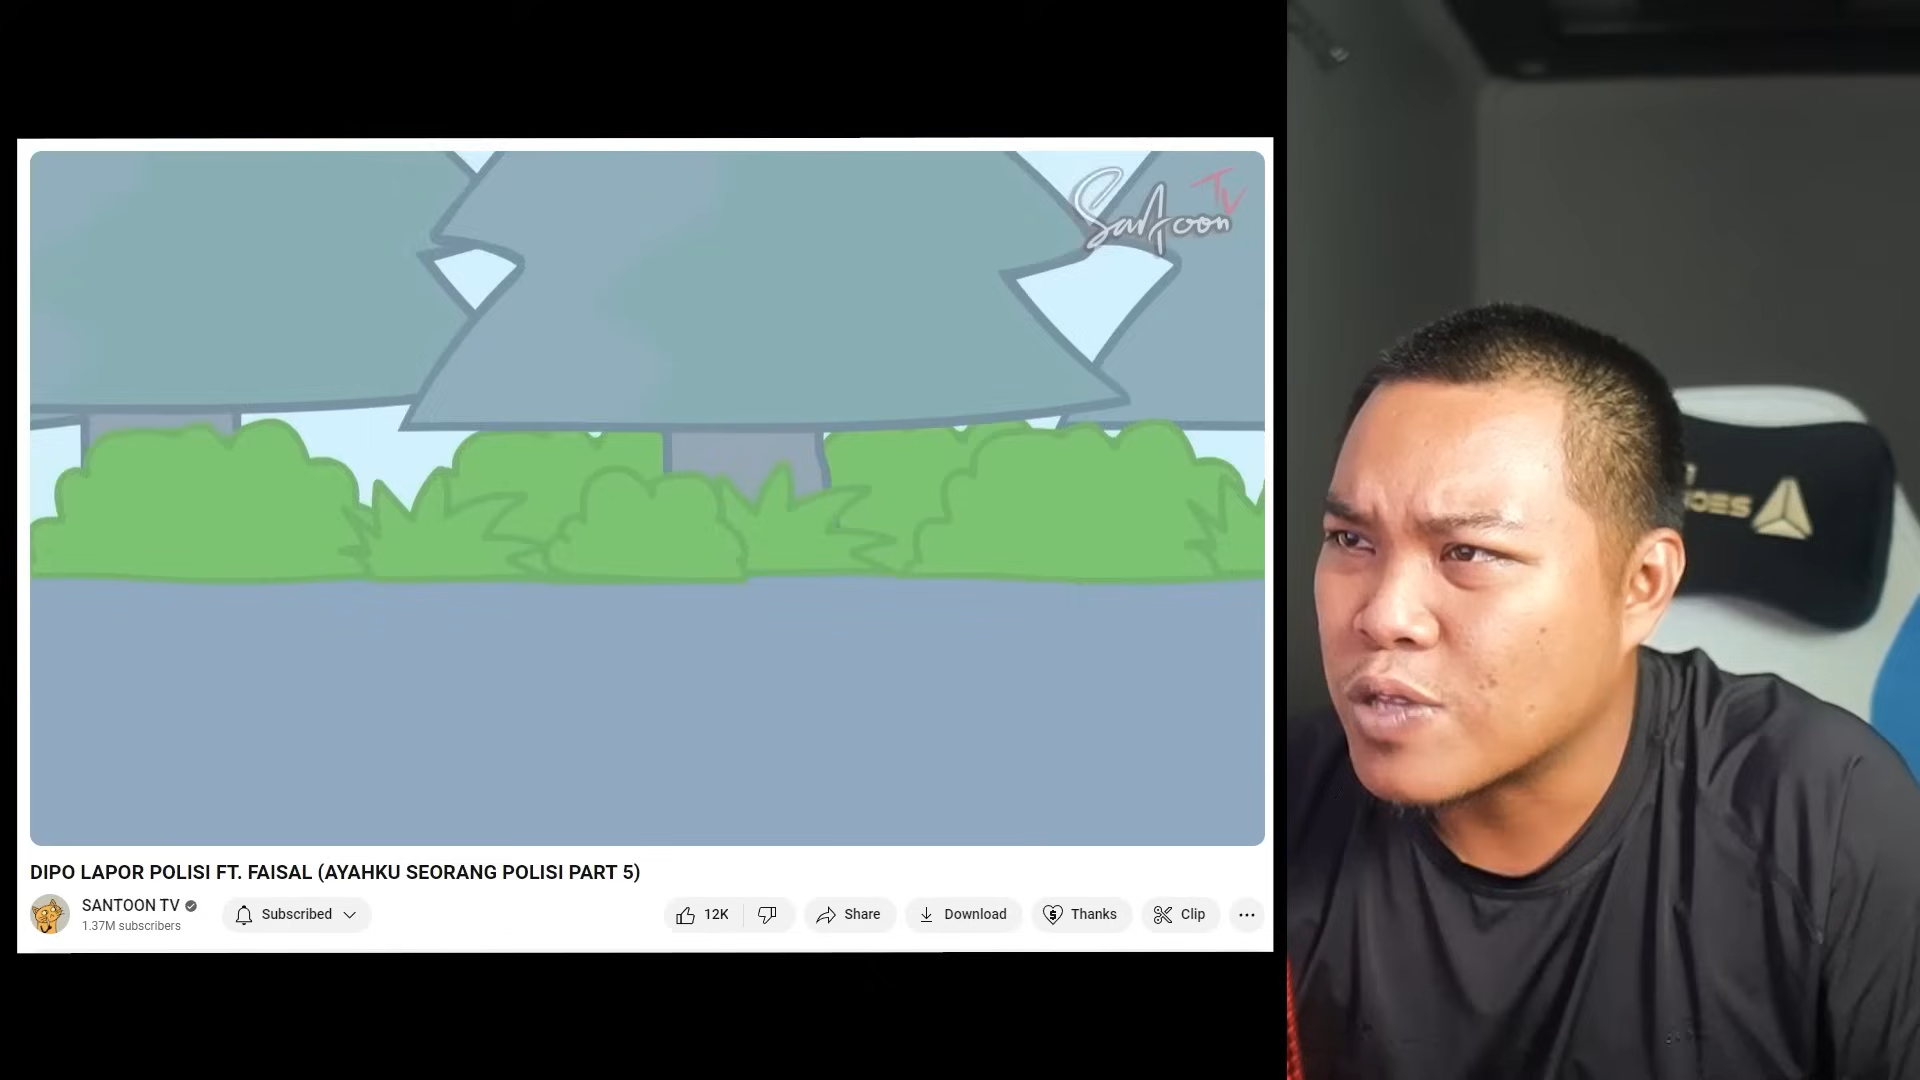 Santoon TV
DIPO LAPOR POLISI FT. FAISAL (AYAHKU SEORANG POLISI PART 5)
SANTOON TV
1.37M subscribers
Subscribed
12K
Share
Download
Thanks
Clip